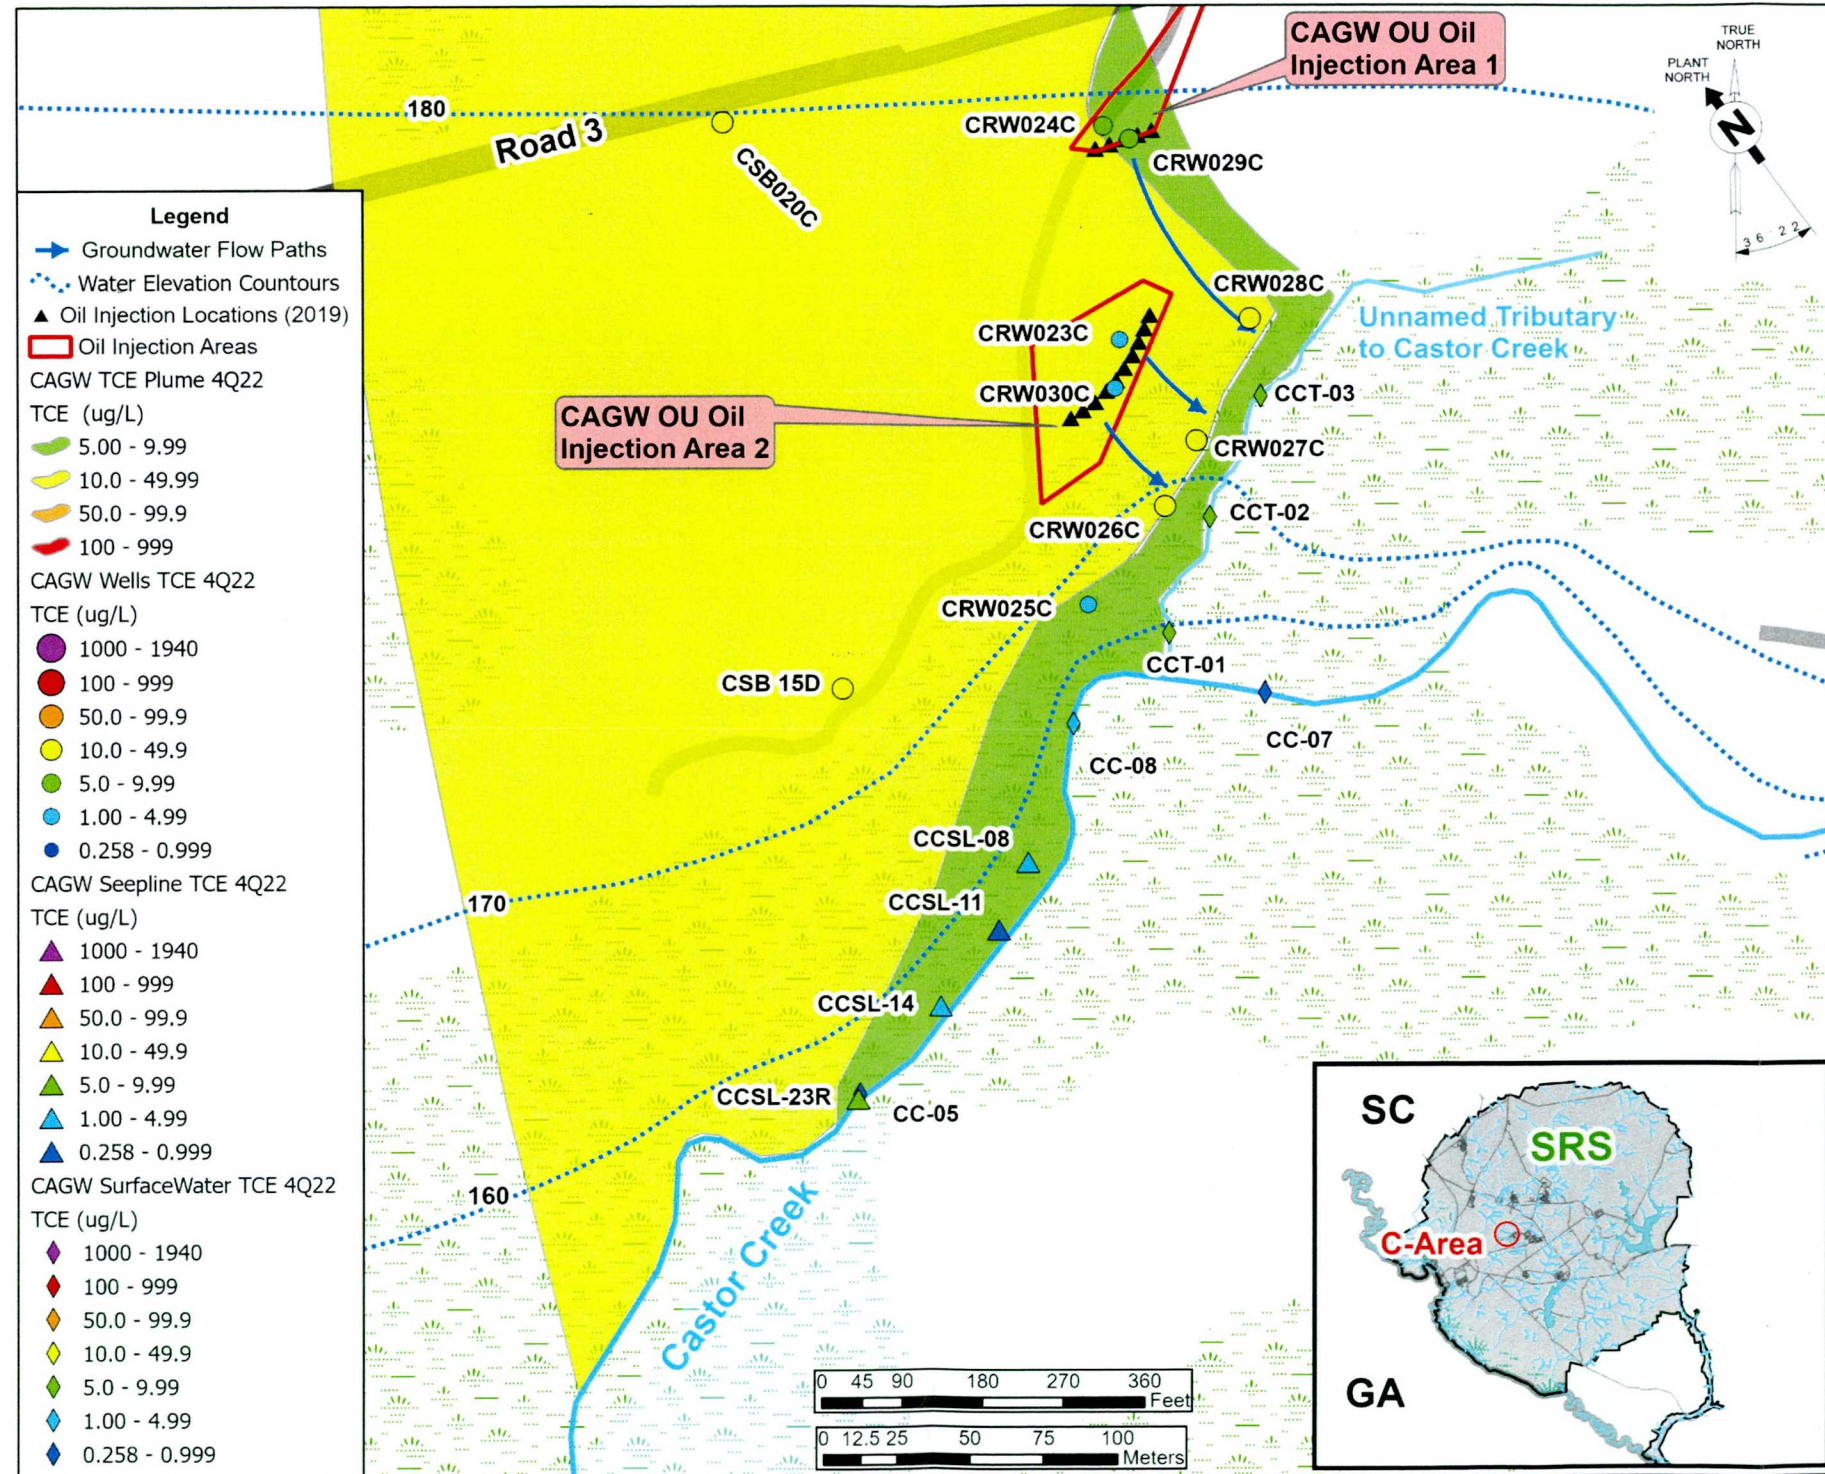 CAGW OU Oil
Injection Area 1
TRUE
NORTH
PLANT
NORTH
N
36 22
180
Road 3
CSB020C
CRW024C
CRW029C
Legend
Groundwater Flow Paths
Water Elevation Countours
Oil Injection Locations (2019)
Oil Injection Areas
CAGW TCE Plume 4Q22
TCE (ug/L)
5.00 - 9.99
10.0 - 49.99
50.0 - 99.9
100 - 999
CAGW Wells TCE 4Q22
TCE (ug/L)
1000 - 1940
100 - 999
50.0 - 99.9
10.0 - 49.9
5.0 - 9.99
1.00 - 4.99
0.258 - 0.999
CAGW Seepline TCE 4Q22
TCE (ug/L)
1000 - 1940
100 - 999
50.0 - 99.9
10.0 - 49.9
5.0 - 9.99
1.00 - 4.99
0.258 - 0.999
CAGW SurfaceWater TCE 4Q22
TCE (ug/L)
1000 - 1940
100 - 999
50.0 - 99.9
10.0 - 49.9
5.0 - 9.99
1.00 - 4.99
0.258 - 0.999
CRW028C
Unnamed Tributary
to Castor Creek
CRW023C
CRW030C
CCT-03
CAGW OU Oil
Injection Area 2
CRW027C
CCT-02
CRW026C
CRW025C
CCT-01
CSB 15D
CC-07
CC-08
CCSL-08
CCSL-11
170
CCSL-14
CCSL-23R
CC-05
160
Castor Creek
0 45 90 180 270 360
Feet
0 12.5 25 50 75 100
Meters
SC
SRS
C-Area
GA